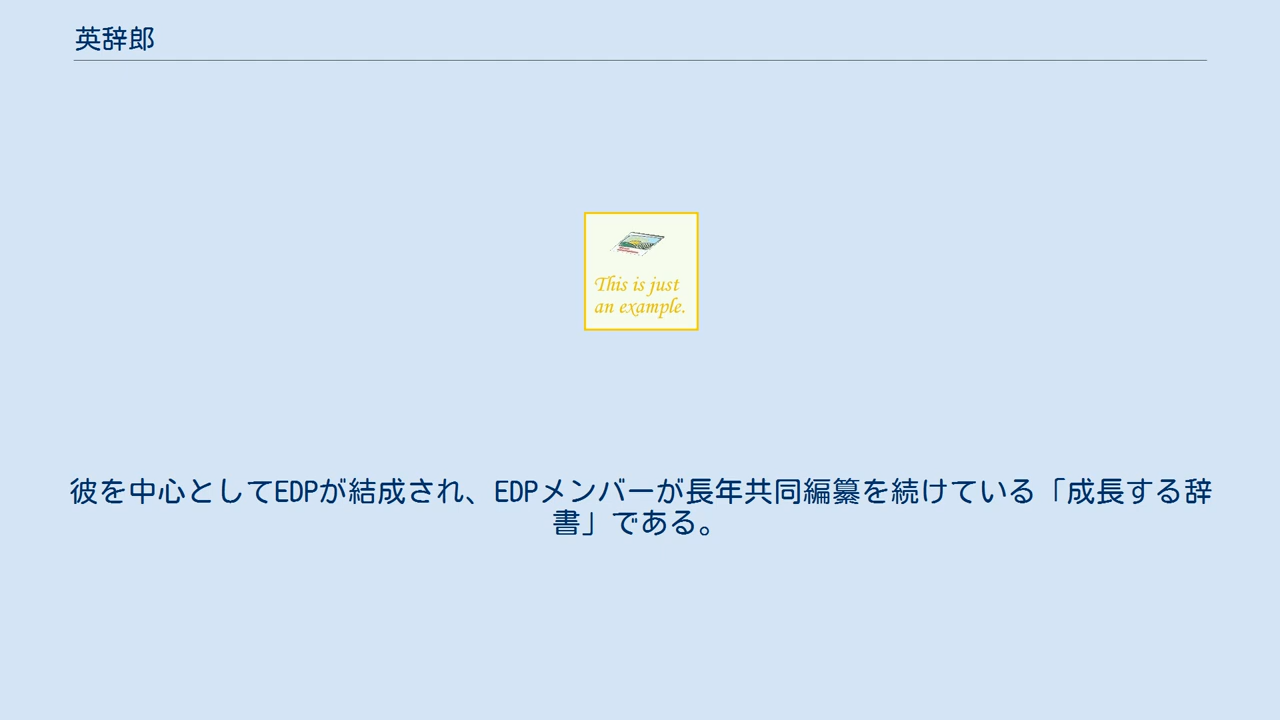 英辞郎
This is just
an example.
彼を中心としてEDPが結成され、EDPメンバーが長年共同編纂を続けている「成長する辞
書」である。